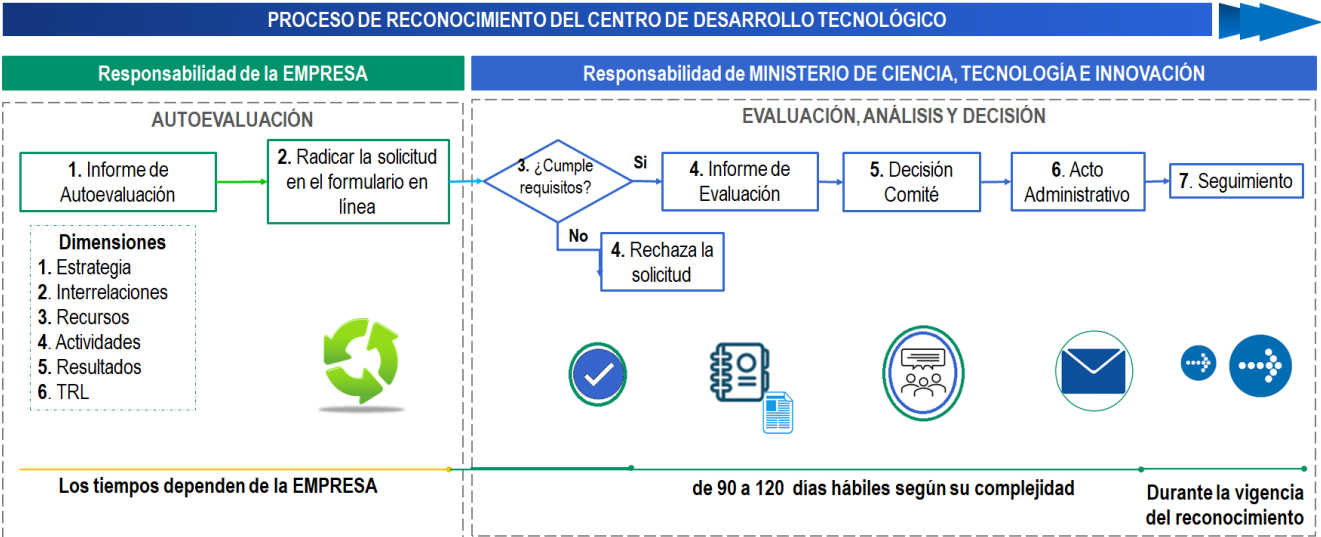 PROCESO DE RECONOCIMIENTO DEL CENTRO DE DESARROLLO TECNOLÓGICO
Responsabilidad de la EMPRESA
Responsabilidad de MINISTERIO DE CIENCIA, TECNOLOGÍA E INNOVACIÓN
AUTOEVALUACIÓN
EVALUACIÓN, ANÁLISIS Y DECISIÓN
1. Informe de
Autoevaluación
2. Radicar la solicitud
en el formulario en
línea
3. ¿Cumple
requisitos?
Si
4. Informe de
Evaluación
5. Decisión
Comité
6. Acto
Administrativo
7. Seguimiento
No
4. Rechaza la
solicitud
Dimensiones
1. Estrategia
2. Interrelaciones
3. Recursos
4. Actividades
5. Resultados
6. TRL
Los tiempos dependen de la EMPRESA
de 90 a 120 días hábiles según su complejidad
Durante la vigencia
del reconocimiento